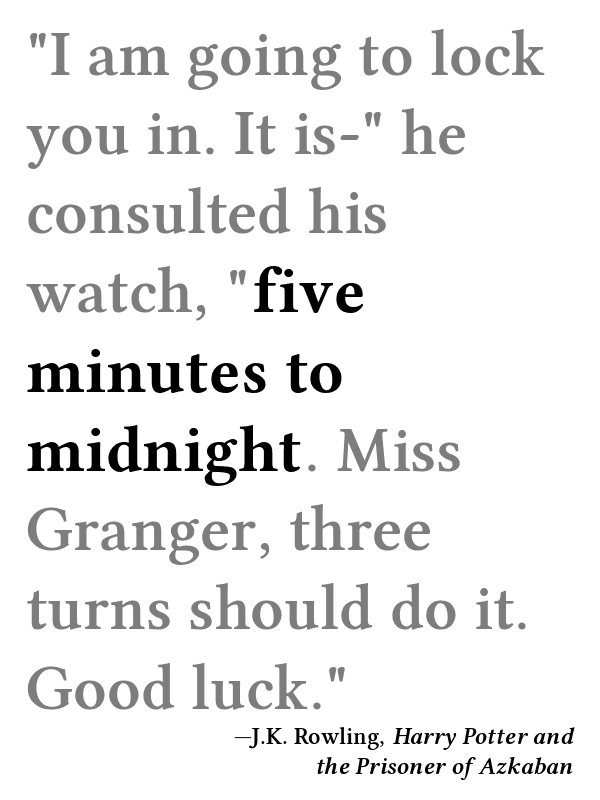 "I am going to lock
you in. It is-" he
consulted his
watch, "five
minutes to
midnight. Miss
Granger, three
turns should do it.
Good luck."
—J.K. Rowling, Harry Potter and
the Prisoner of Azkaban